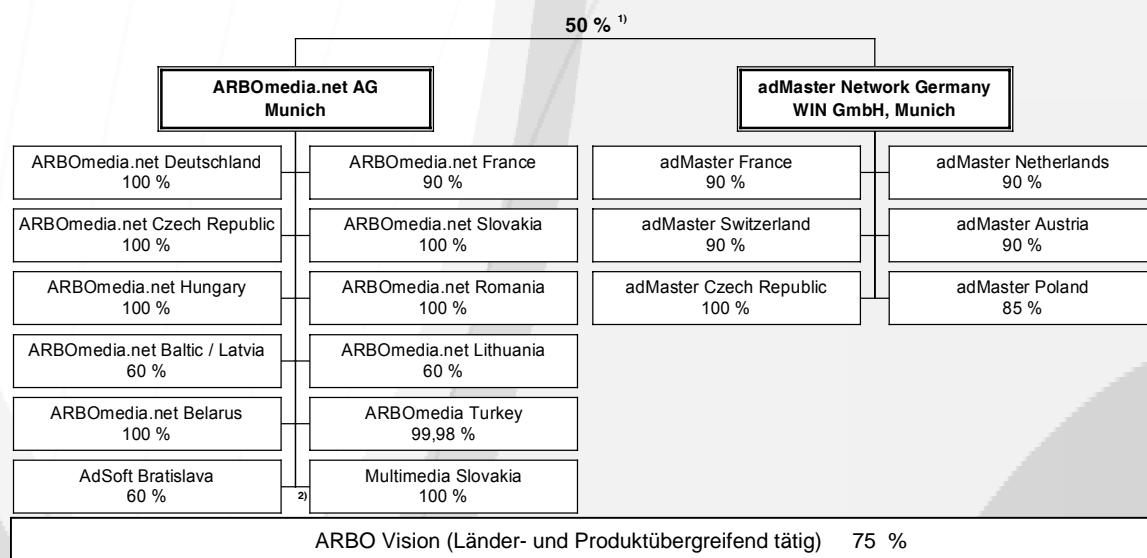 50 % 1)
ARBOmedia.net AG
Munich
adMaster Network Germany
WIN GmbH, Munich
ARBOmedia.net Deutschland
100 %
ARBOmedia.net France
90 %
adMaster France
90 %
adMaster Netherlands
90 %
ARBOmedia.net Czech Republic
100 %
ARBOmedia.net Slovakia
100 %
adMaster Switzerland
90 %
adMaster Austria
90 %
ARBOmedia.net Hungary
100 %
ARBOmedia.net Romania
100 %
adMaster Czech Republic
100 %
adMaster Poland
85 %
ARBOmedia.net Baltic / Latvia
60 %
ARBOmedia.net Lithuania
60 %
ARBOmedia.net Belarus
100 %
ARBOmedia Turkey
99,98 %
AdSoft Bratislava
60 %
2)
Multimedia Slovakia
100 %
ARBO Vision (Länder- und Produktübergreifend tätig) 75 %